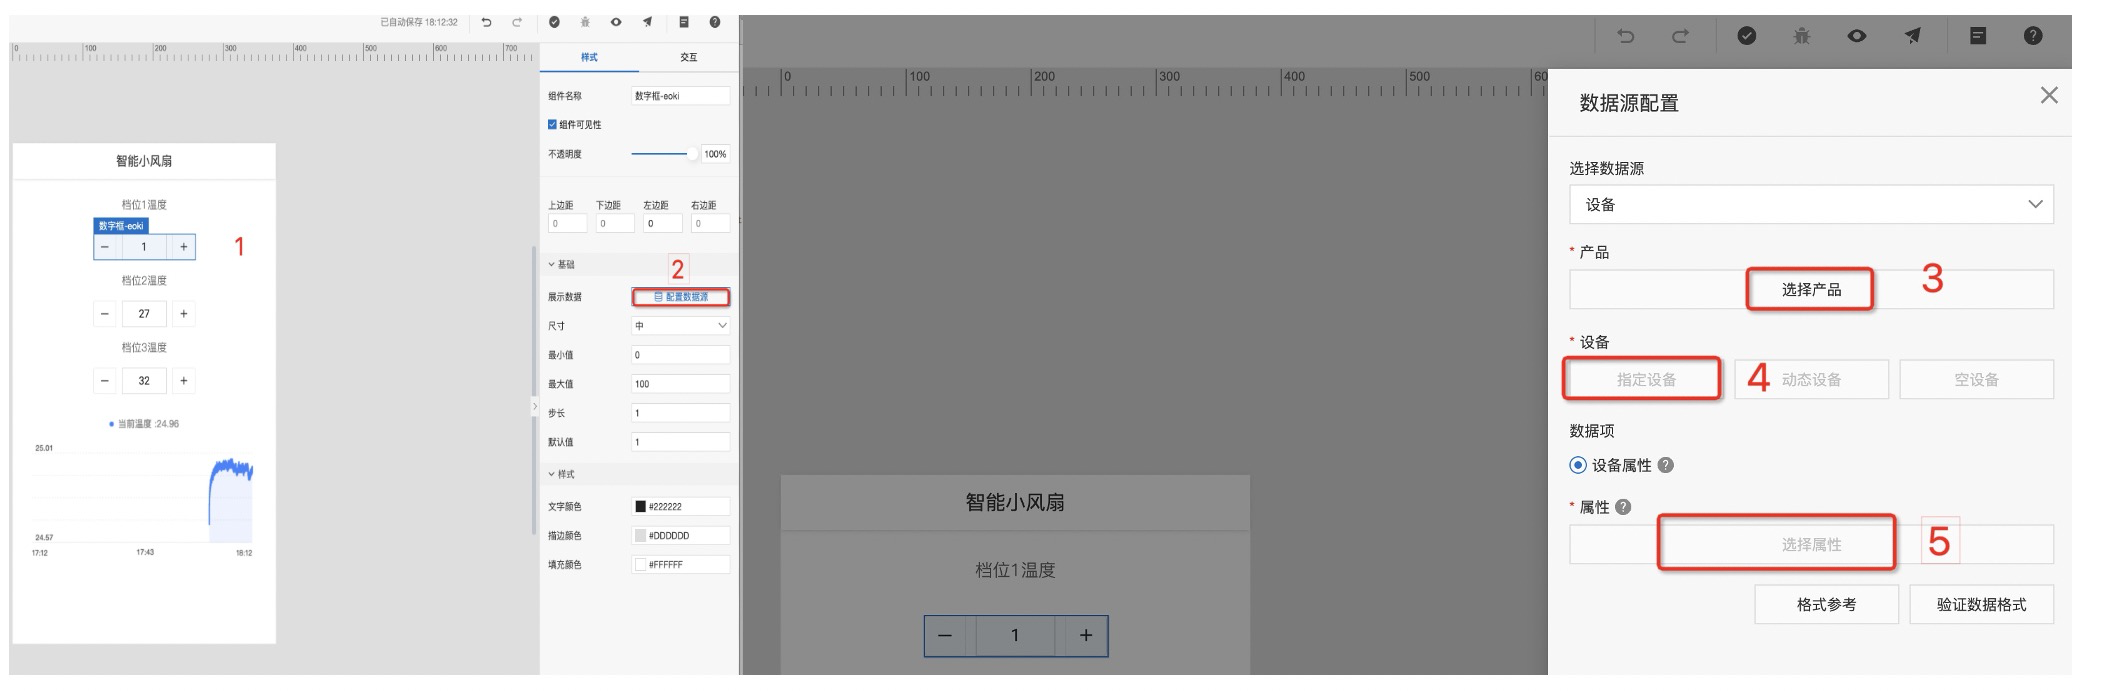 已自动保存 18:12:32
0 100 200 300 400 500 600 700
智能小风扇
档位1温度
数字框-eoki
− 1 +
1
档位2温度
− 27 +
档位3温度
− 32 +
当前温度 :24.96
25.01
24.57
17:12 17:43 18:12
样式 交互
组件名称 数字框-eoki
组件可见性
不透明度 100%
上边距 下边距 左边距 右边距
0 0 0 0
基础
2
展示数据 配置数据源
尺寸 中
最小值 0
最大值 100
步长 1
默认值 1
样式
文字颜色 #222222
描边颜色 #DDDDDD
填充颜色 #FFFFFF
0 100 200 300 400 500 60
智能小风扇
档位1温度
− 1 +
数据源配置
选择数据源
设备
* 产品
选择产品 3
* 设备
指定设备 4 动态设备 空设备
数据项
设备属性 ?
* 属性 ?
选择属性 5
格式参考 验证数据格式